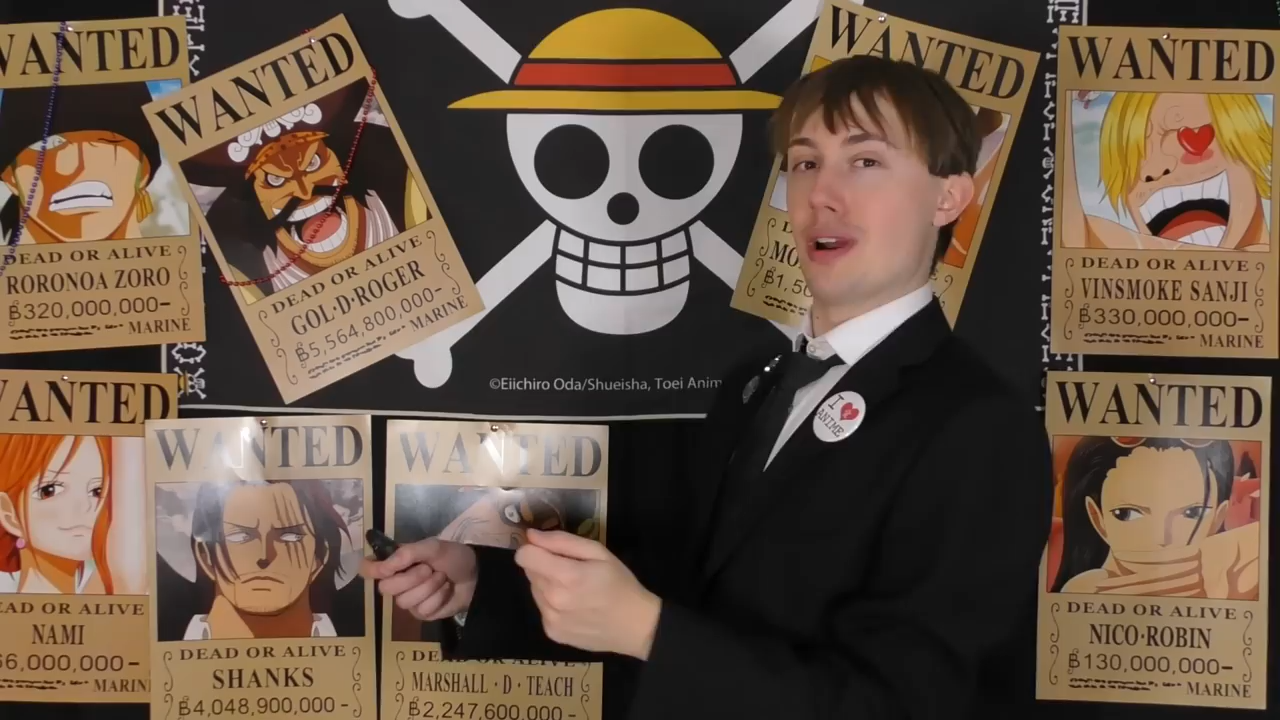 WANTED
DEAD OR ALIVE
RORONOA ZORO
฿320,000,000-
MARINE
WANTED
DEAD OR ALIVE
GOL·D·ROGER
฿5,564,800,000-
MARINE
©Eiichiro Oda/Shueisha, Toei Anim
WANTED
MO
฿1,50
WANTED
DEAD OR ALIVE
VINSMOKE SANJI
฿330,000,000-
MARINE
I
ANIME
WANTED
EAD OR ALIVE
NAMI
66,000,000-
MARIN
WANTED
DEAD OR ALIVE
SHANKS
฿4,048,900,000-
WANTED
DEAD OR ALIVE
MARSHALL·D·TEACH
฿2,247,600,000-
WANTED
DEAD OR ALIVE
NICO·ROBIN
฿130,000,000-
MARINE